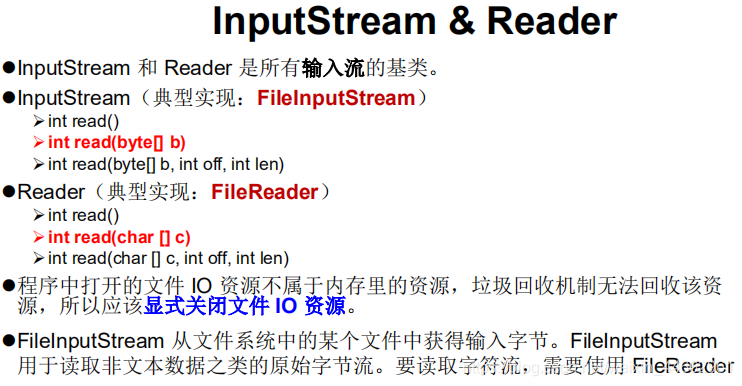 InputStream & Reader
●InputStream 和 Reader 是所有输入流的基类。
●InputStream（典型实现：FileInputStream）
➢int read()
➢int read(byte[] b)
➢int read(byte[] b, int off, int len)
●Reader（典型实现：FileReader）
➢int read()
➢int read(char [] c)
➢int read(char [] c, int off, int len)
●程序中打开的文件 IO 资源不属于内存里的资源，垃圾回收机制无法回收该资
源，所以应该显式关闭文件 IO 资源。
●FileInputStream 从文件系统中的某个文件中获得输入字节。FileInputStream
用于读取非文本数据之类的原始字节流。要读取字符流，需要使用 FileReader